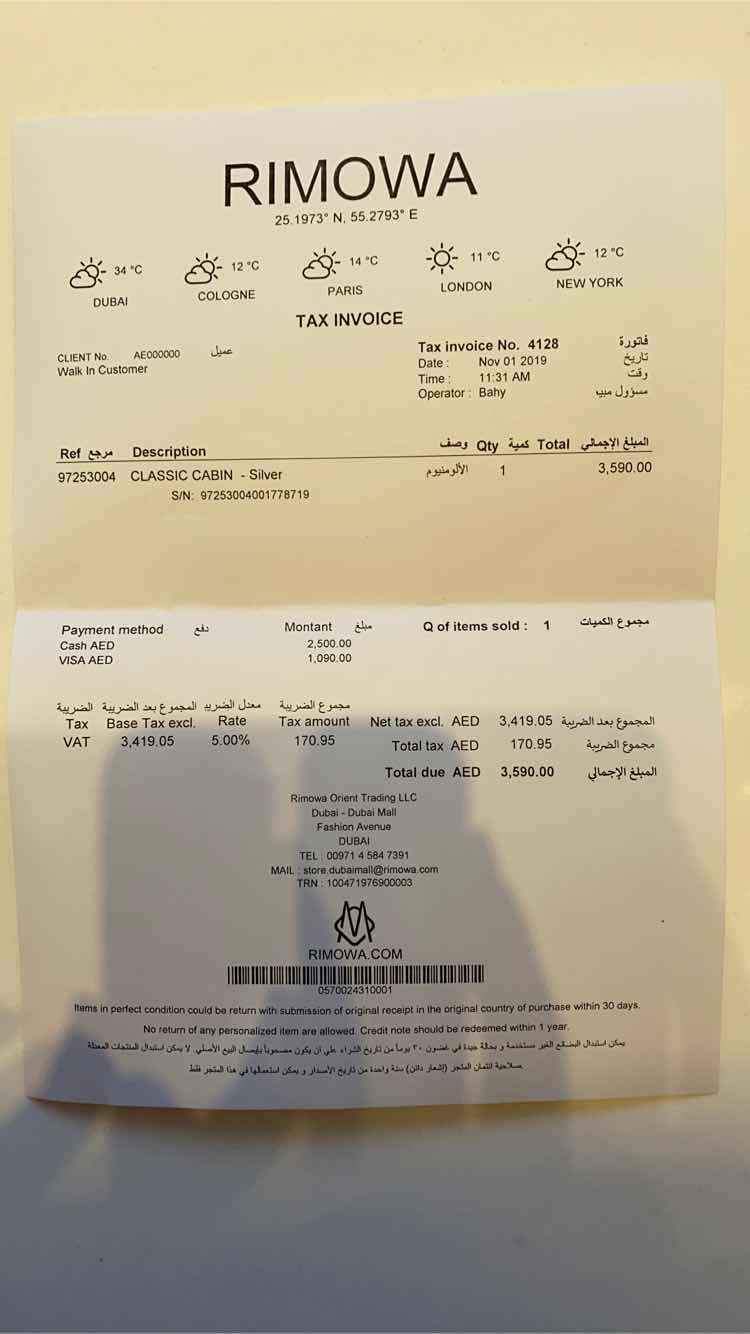 RIMOWA
25.1973° N, 55.2793° E
34 °C 12 °C 14 °C 11 °C 12 °C
DUBAI COLOGNE PARIS LONDON NEW YORK
TAX INVOICE
CLIENT No. AE000000 عميل
Walk In Customer
Tax invoice No. 4128 فاتورة
Date : Nov 01 2019 تاريخ
Time : 11:31 AM وقت
Operator : Bahy مسؤول مبيـ
Ref مرجع Description وصف Qty كمية Total المبلغ الإجمالي
97253004 CLASSIC CABIN - Silver الألومنيوم 1 3,590.00
S/N: 97253004001778719
Payment method دفع Montant مبلغ Q of items sold : 1 مجموع الكميات
Cash AED 2,500.00
VISA AED 1,090.00
الضريبة المجموع بعد الضريبة معدل الضريبـ مجموع الضريبة
Tax Base Tax excl. Rate Tax amount
VAT 3,419.05 5.00% 170.95
Net tax excl. AED 3,419.05 المجموع بعد الضريبة
Total tax AED 170.95 مجموع الضريبة
Total due AED 3,590.00 المبلغ الإجمالي
Rimowa Orient Trading LLC
Dubai - Dubai Mall
Fashion Avenue
DUBAI
TEL : 00971 4 584 7391
MAIL : store.dubaimall@rimowa.com
TRN : 100471976900003
RIMOWA.COM
0570024310001
Items in perfect condition could be return with submission of original receipt in the original country of purchase within 30 days.
No return of any personalized item are allowed. Credit note should be redeemed within 1 year.
يمكن استبدال البضائع الغير مستخدمة و بحالة جيدة في غضون ٣٠ يوماً من تاريخ الشراء على ان يكون مصحوباً بإيصال البيع الأصلي. لا يمكن استبدال المنتجات المعدلة
صلاحية ائتمان المتجر (إشعار دائن) سنة واحدة من تاريخ الأصدار و يمكن استعمالها في هذا المتجر فقط.